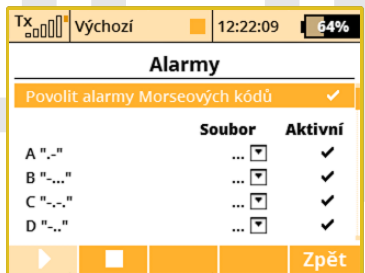 Tx Výchozí 12:22:09 64%
Alarmy
Povolit alarmy Morseových kódů ✔
Soubor Aktivní
A ".-" ... ✔
B "-..." ... ✔
C "-.-." ... ✔
D "-.." ... ✔
Zpět